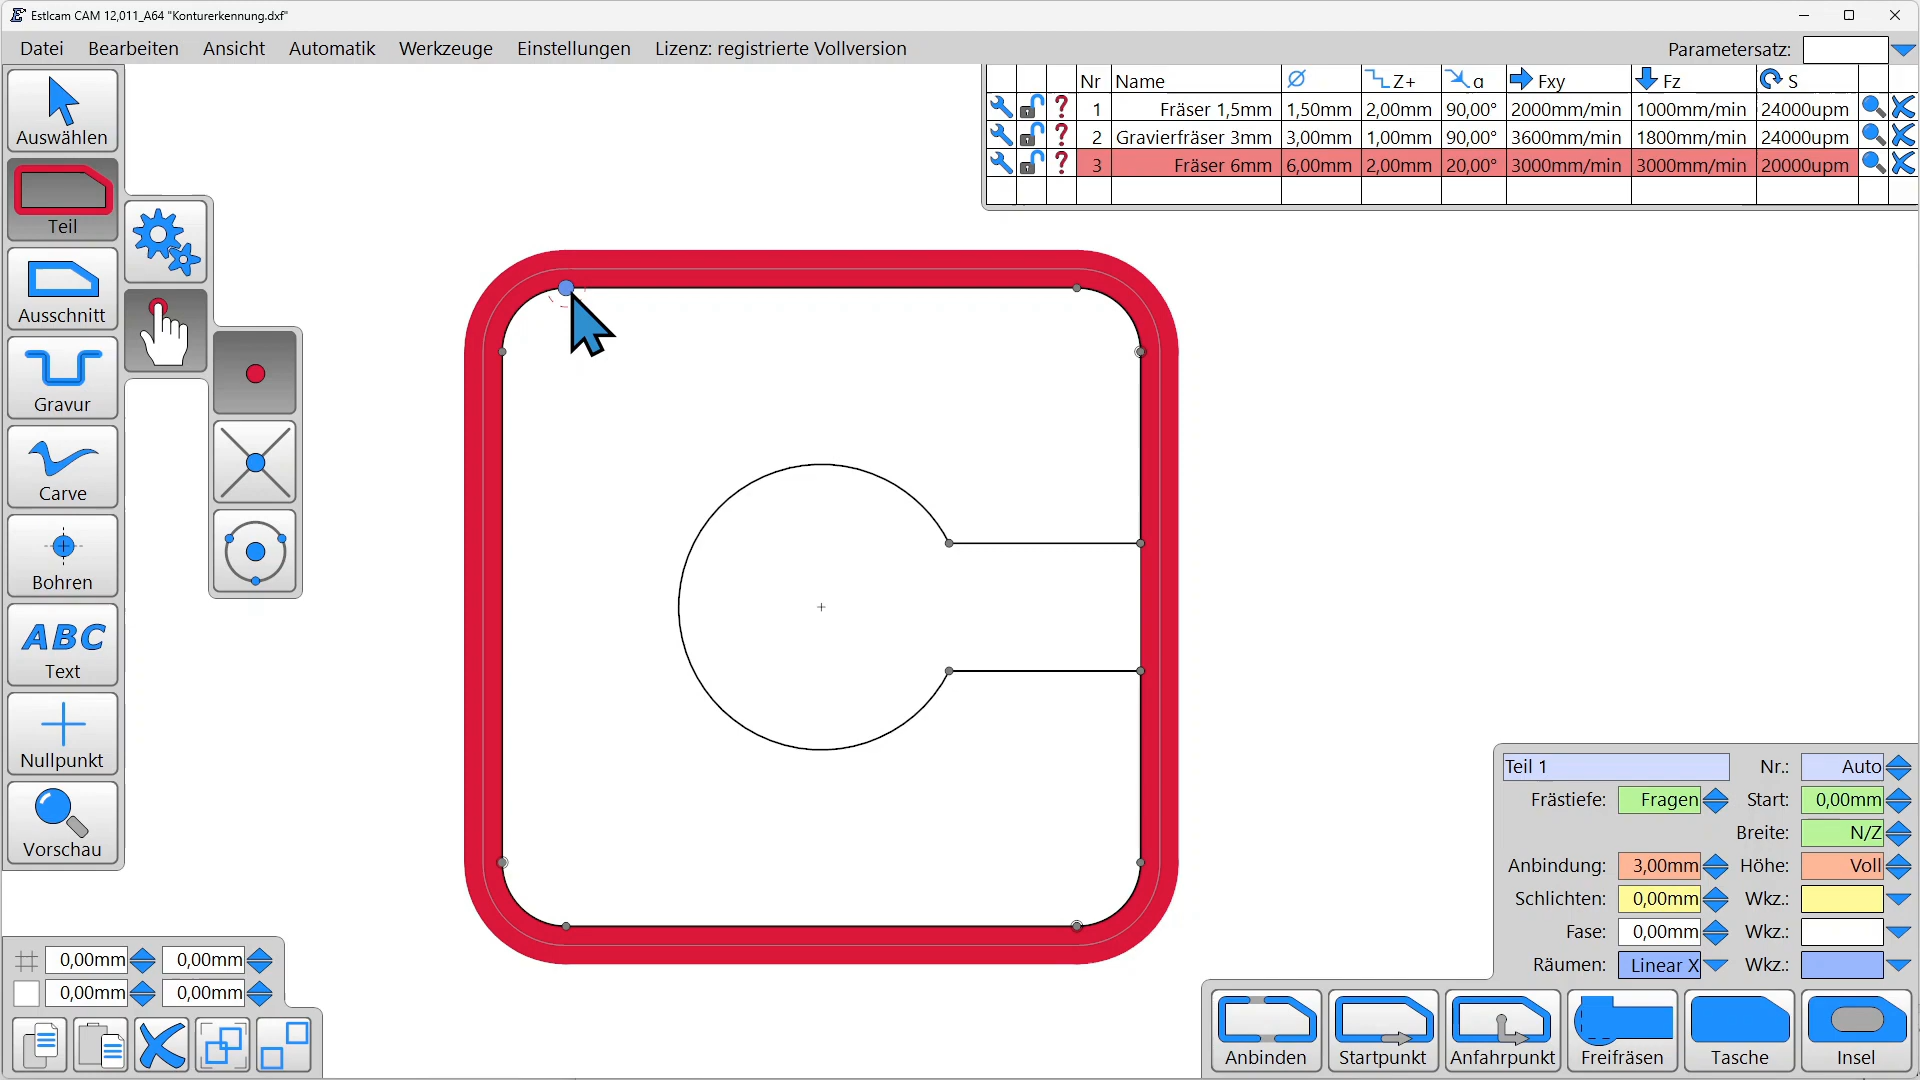 Estlcam CAM 12,011_A64 "Konturerkennung.dxf"
Datei Bearbeiten Ansicht Automatik Werkzeuge Einstellungen Lizenz: registrierte Vollversion Parametersatz:
Nr Name Ø Z+ α Fxy Fz S
1 Fräser 1,5mm 1,50mm 2,00mm 90,00° 2000mm/min 1000mm/min 24000upm
2 Gravierfräser 3mm 3,00mm 1,00mm 90,00° 3600mm/min 1800mm/min 24000upm
3 Fräser 6mm 6,00mm 2,00mm 20,00° 3000mm/min 3000mm/min 20000upm
Auswählen
Teil
Ausschnitt
Gravur
Carve
Bohren
ABC
Text
Nullpunkt
Vorschau
Teil 1 Nr.: Auto
Frästiefe: Fragen Start: 0,00mm
Breite: N/Z
Anbindung: 3,00mm Höhe: Voll
Schlichten: 0,00mm Wkz.:
Fase: 0,00mm Wkz.:
Räumen: Linear X Wkz.:
0,00mm 0,00mm
0,00mm 0,00mm
Anbinden Startpunkt Anfahrpunkt Freifräsen Tasche Insel